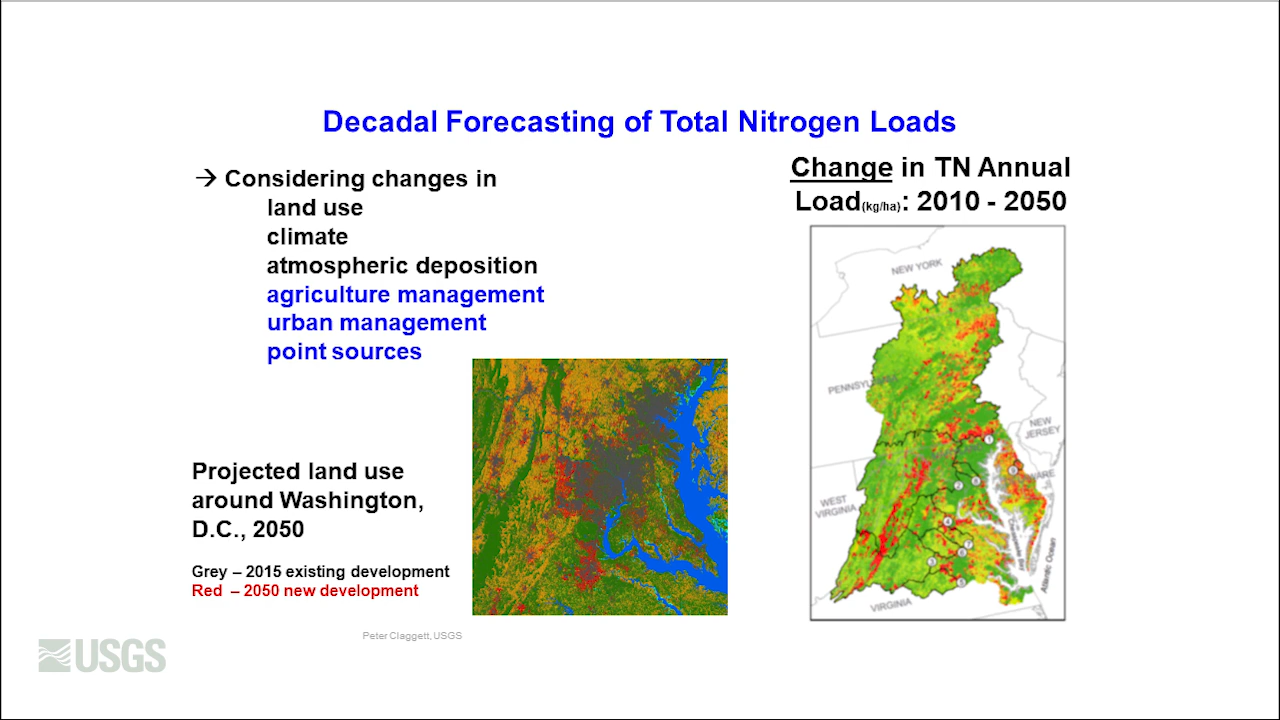 Decadal Forecasting of Total Nitrogen Loads
→ Considering changes in
land use
climate
atmospheric deposition
agriculture management
urban management
point sources
Projected land use
around Washington,
D.C., 2050
Grey – 2015 existing development
Red – 2050 new development
Peter Claggett, USGS
USGS
Change in TN Annual
Load(kg/ha): 2010 - 2050
NEW YORK
NEW
JERSEY
WEST
VIRGINIA
VIRGINIA
Atlantic Ocean